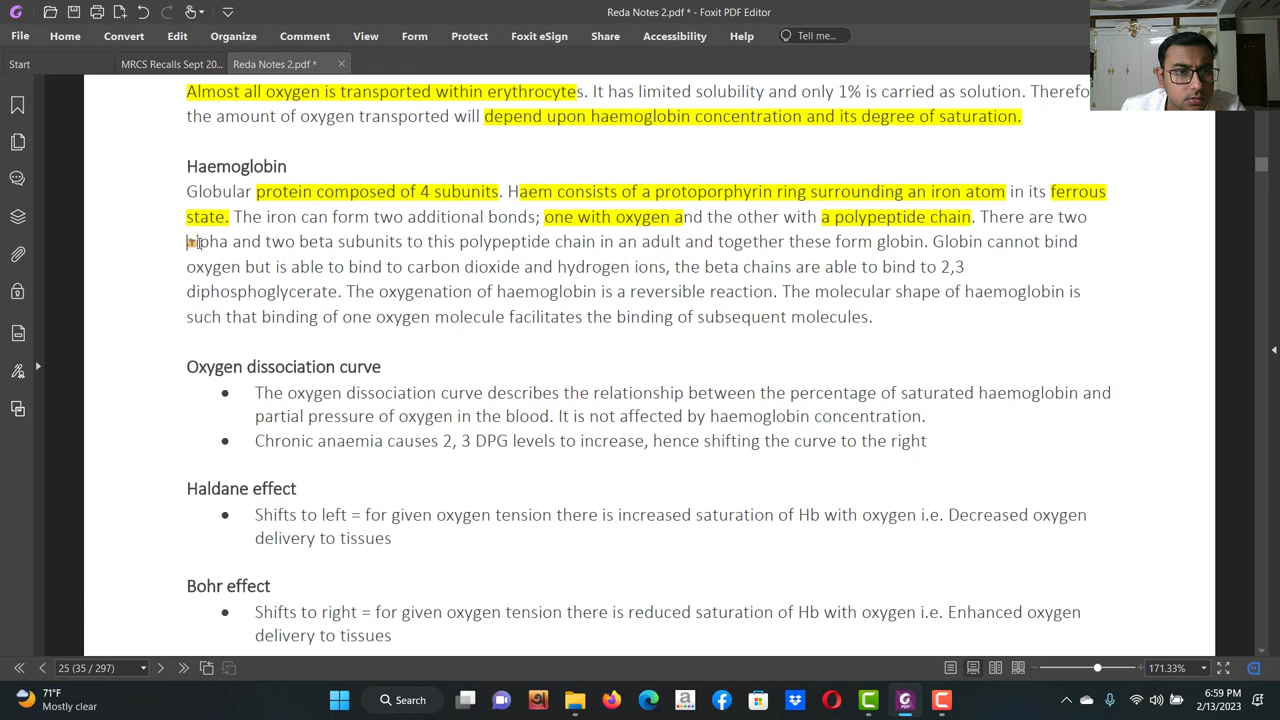 Reda Notes 2.pdf * - Foxit PDF Editor
File Home Convert Edit Organize Comment View Form Protect Foxit eSign Share Accessibility Help Tell me...
Start MRCS Recalls Sept 20... Reda Notes 2.pdf *
Almost all oxygen is transported within erythrocytes. It has limited solubility and only 1% is carried as solution. Therefo
the amount of oxygen transported will depend upon haemoglobin concentration and its degree of saturation.
Haemoglobin
Globular protein composed of 4 subunits. Haem consists of a protoporphyrin ring surrounding an iron atom in its ferrous
state. The iron can form two additional bonds; one with oxygen and the other with a polypeptide chain. There are two
alpha and two beta subunits to this polypeptide chain in an adult and together these form globin. Globin cannot bind
oxygen but is able to bind to carbon dioxide and hydrogen ions, the beta chains are able to bind to 2,3
diphosphoglycerate. The oxygenation of haemoglobin is a reversible reaction. The molecular shape of haemoglobin is
such that binding of one oxygen molecule facilitates the binding of subsequent molecules.
Oxygen dissociation curve
• The oxygen dissociation curve describes the relationship between the percentage of saturated haemoglobin and
partial pressure of oxygen in the blood. It is not affected by haemoglobin concentration.
• Chronic anaemia causes 2, 3 DPG levels to increase, hence shifting the curve to the right
Haldane effect
• Shifts to left = for given oxygen tension there is increased saturation of Hb with oxygen i.e. Decreased oxygen
delivery to tissues
Bohr effect
• Shifts to right = for given oxygen tension there is reduced saturation of Hb with oxygen i.e. Enhanced oxygen
delivery to tissues
25 (35 / 297) 171.33%
71°F
Mostly clear
Search
6:59 PM
2/13/2023